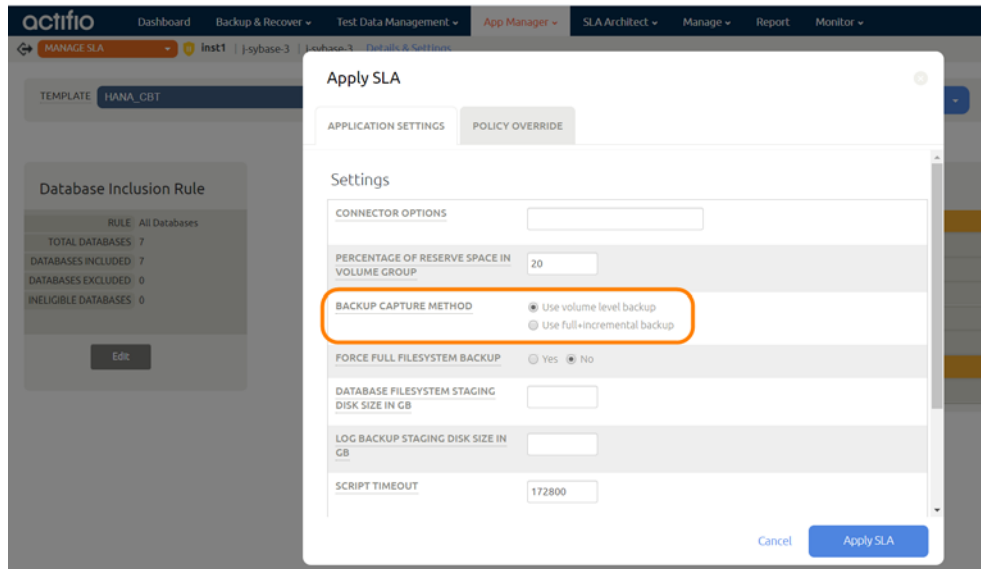 actifio
Dashboard Backup & Recover Test Data Management App Manager SLA Architect Manage Report Monitor
MANAGE SLA inst1 | j-sybase-3 | j-sybase-3 Details & Settings
TEMPLATE HANA_CBT
Database Inclusion Rule
RULE All Databases
TOTAL DATABASES 7
DATABASES INCLUDED 7
DATABASES EXCLUDED 0
INELIGIBLE DATABASES 0
Edit
Apply SLA
APPLICATION SETTINGS POLICY OVERRIDE
Settings
CONNECTOR OPTIONS
PERCENTAGE OF RESERVE SPACE IN
VOLUME GROUP
20
BACKUP CAPTURE METHOD
Use volume level backup
Use full+incremental backup
FORCE FULL FILESYSTEM BACKUP Yes No
DATABASE FILESYSTEM STAGING
DISK SIZE IN GB
LOG BACKUP STAGING DISK SIZE IN
GB
SCRIPT TIMEOUT 172800
Cancel Apply SLA